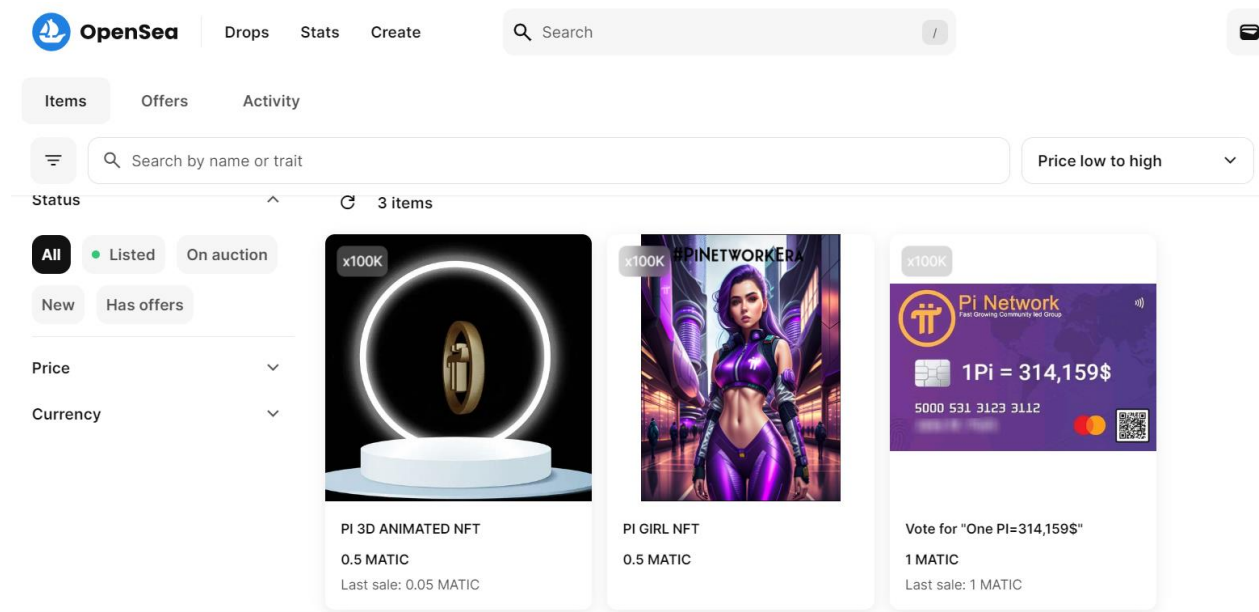 OpenSea
Drops
Stats
Create
Search
/
Items
Offers
Activity
Search by name or trait
Price low to high
Status
3 items
All
Listed
On auction
New
Has offers
Price
Currency
x100K
PI 3D ANIMATED NFT
0.5 MATIC
Last sale: 0.05 MATIC
x100K
#PiNetworkEra
PI GIRL NFT
0.5 MATIC
x100K
Pi Network
Fast Growing Community led Group
1Pi = 314,159$
5000 531 3123 3112
Vote for "One PI=314,159$"
1 MATIC
Last sale: 1 MATIC